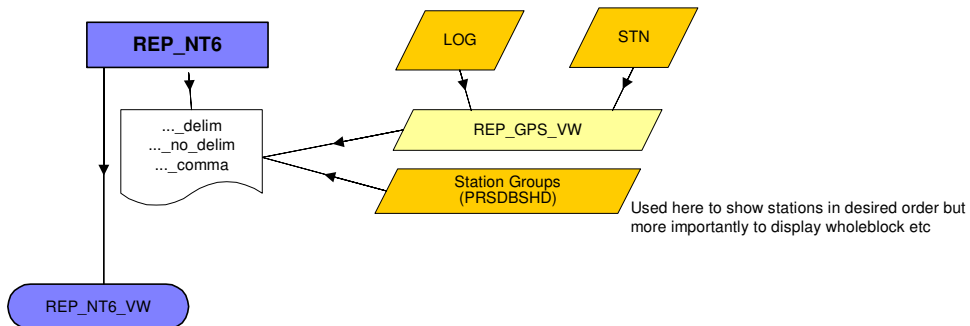 REP_NT6
LOG
STN
..._delim
..._no_delim
..._comma
REP_GPS_VW
Station Groups
(PRSDBSHD)
Used here to show stations in desired order but
more importantly to display wholeblock etc
REP_NT6_VW